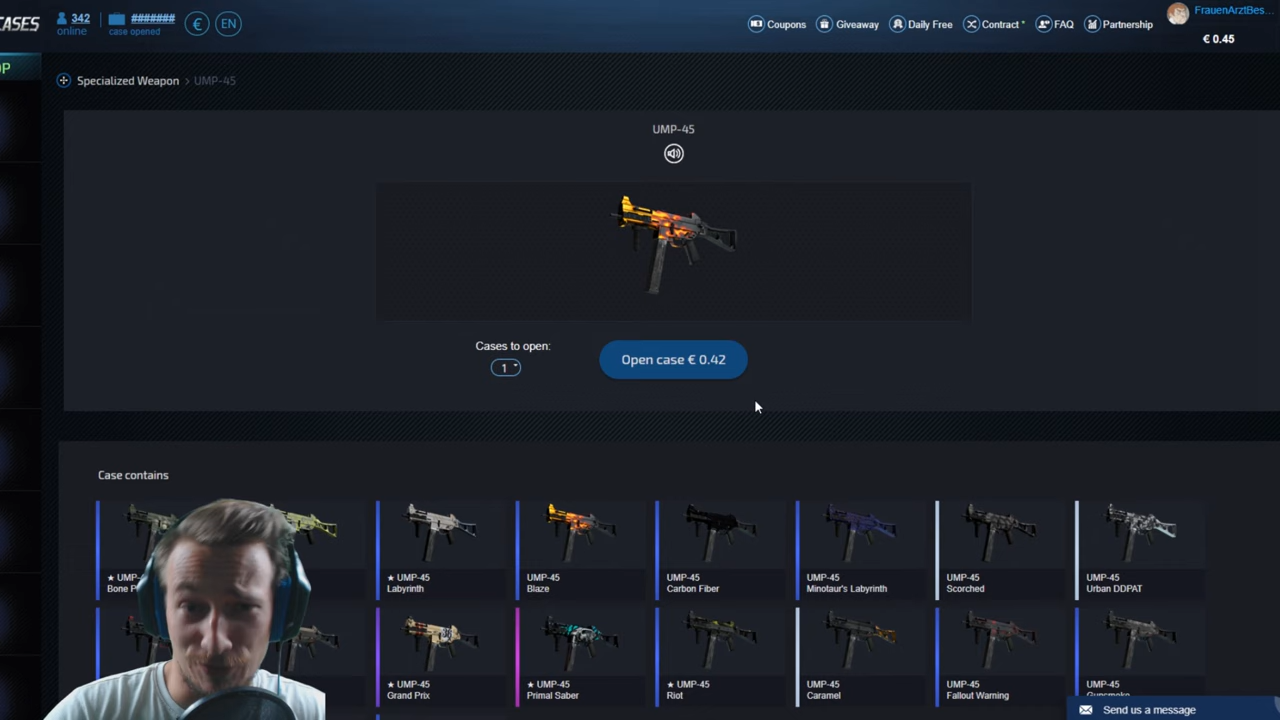 CASES
342
online
#######
case opened
€
EN
Coupons
Giveaway
Daily Free
Contract *
FAQ
Partnership
FrauenArztBes...
€ 0.45
Specialized Weapon > UMP-45
UMP-45
Cases to open:
1
Open case € 0.42
Case contains
★ UMP-
Bone P
★ UMP-45
Labyrinth
UMP-45
Blaze
UMP-45
Carbon Fiber
UMP-45
Minotaur's Labyrinth
UMP-45
Scorched
UMP-45
Urban DDPAT
★ UMP-45
Grand Prix
★ UMP-45
Primal Saber
★ UMP-45
Riot
UMP-45
Caramel
UMP-45
Fallout Warning
UMP-45
Gunsmoke
Send us a message